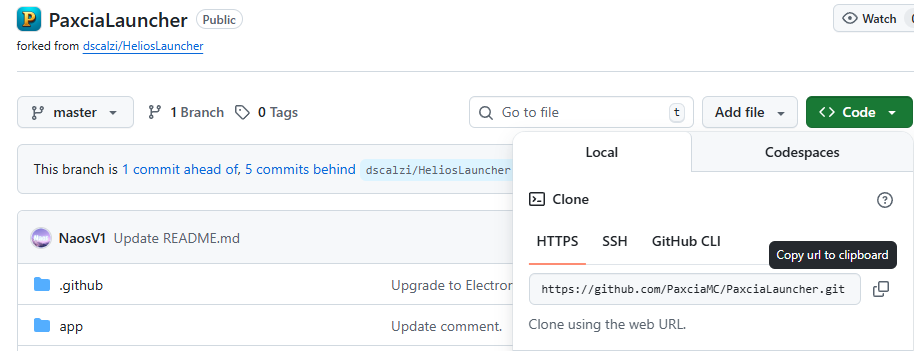 PaxciaLauncher Public
Watch
forked from dscalzi/HeliosLauncher
master 1 Branch 0 Tags Go to file t Add file Code
Local Codespaces
This branch is 1 commit ahead of, 5 commits behind dscalzi/HeliosLauncher
Clone
NaosV1 Update README.md
HTTPS SSH GitHub CLI
Copy url to clipboard
.github Upgrade to Electron
https://github.com/PaxciaMC/PaxciaLauncher.git
app Update comment.
Clone using the web URL.